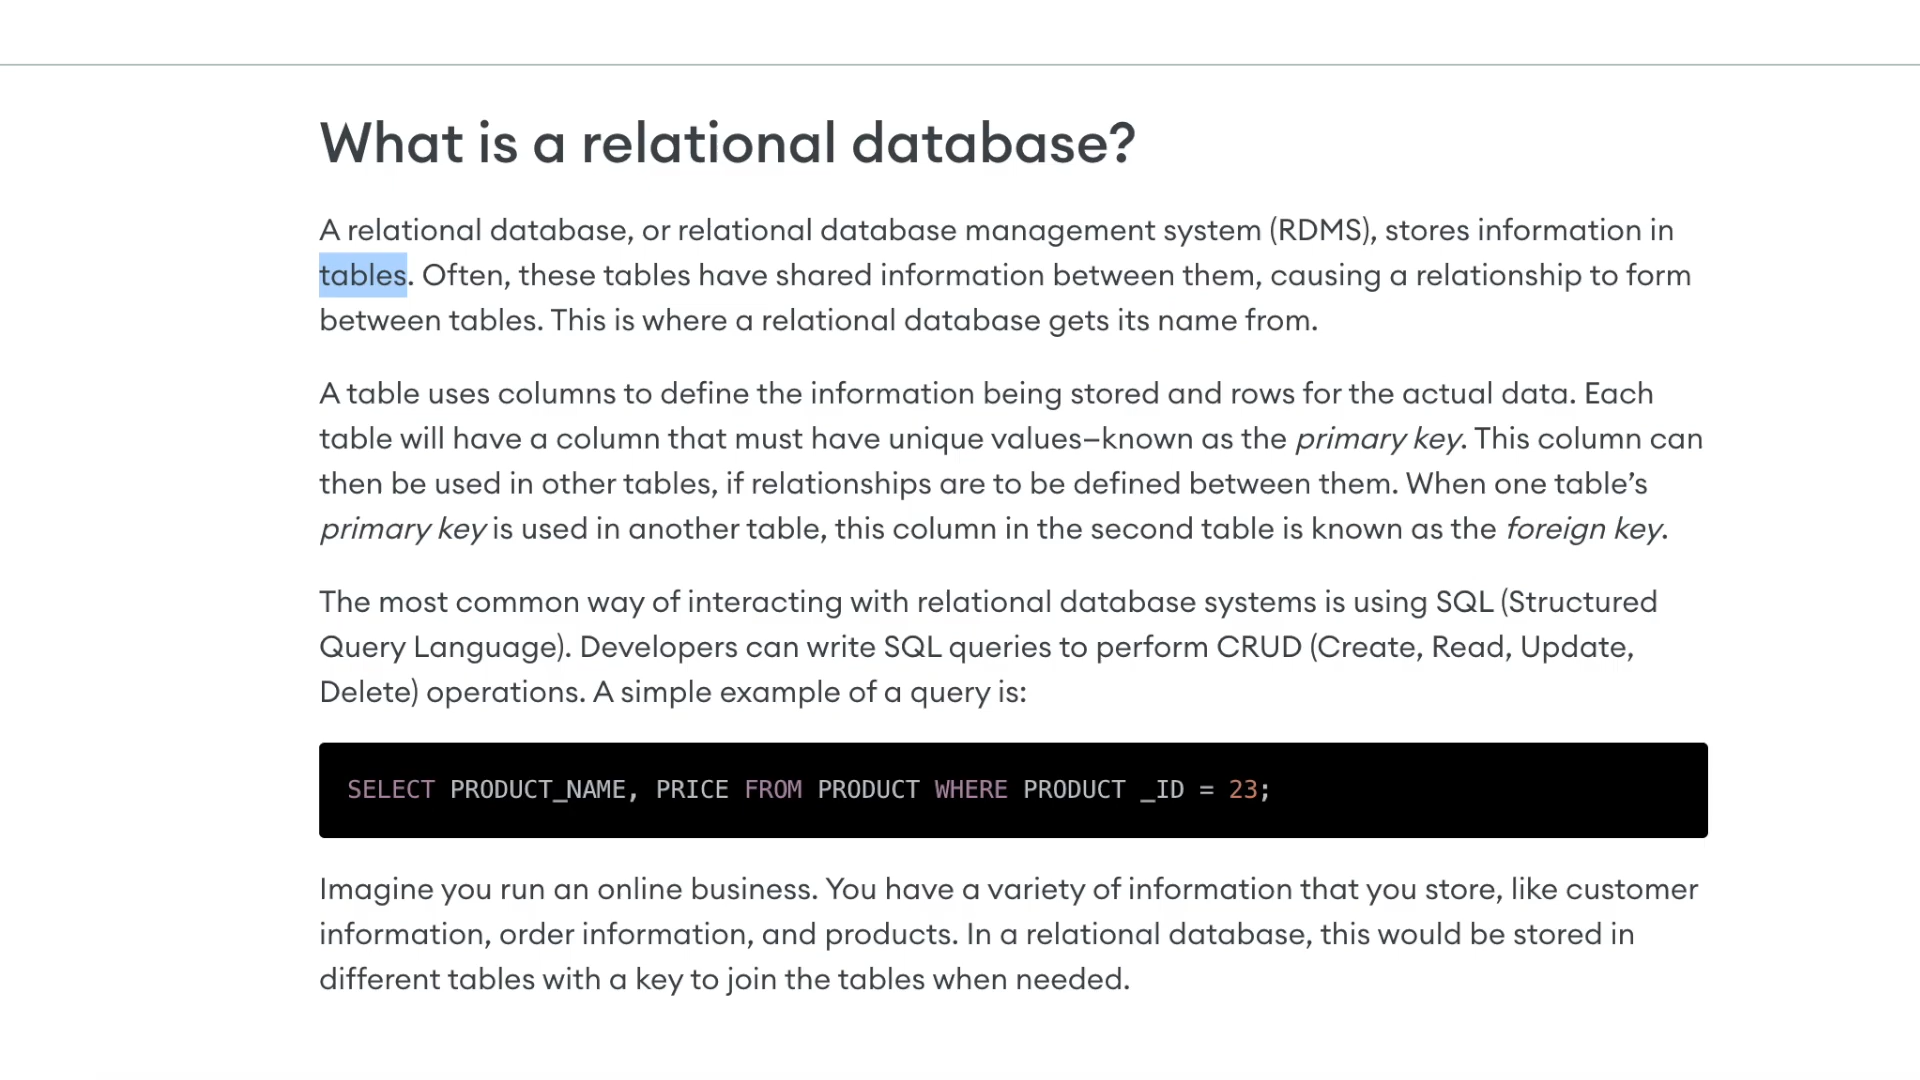 What is a relational database?
A relational database, or relational database management system (RDMS), stores information in
tables. Often, these tables have shared information between them, causing a relationship to form
between tables. This is where a relational database gets its name from.
A table uses columns to define the information being stored and rows for the actual data. Each
table will have a column that must have unique values—known as the primary key. This column can
then be used in other tables, if relationships are to be defined between them. When one table’s
primary key is used in another table, this column in the second table is known as the foreign key.
The most common way of interacting with relational database systems is using SQL (Structured
Query Language). Developers can write SQL queries to perform CRUD (Create, Read, Update,
Delete) operations. A simple example of a query is:
SELECT PRODUCT_NAME, PRICE FROM PRODUCT WHERE PRODUCT _ID = 23;
Imagine you run an online business. You have a variety of information that you store, like customer
information, order information, and products. In a relational database, this would be stored in
different tables with a key to join the tables when needed.